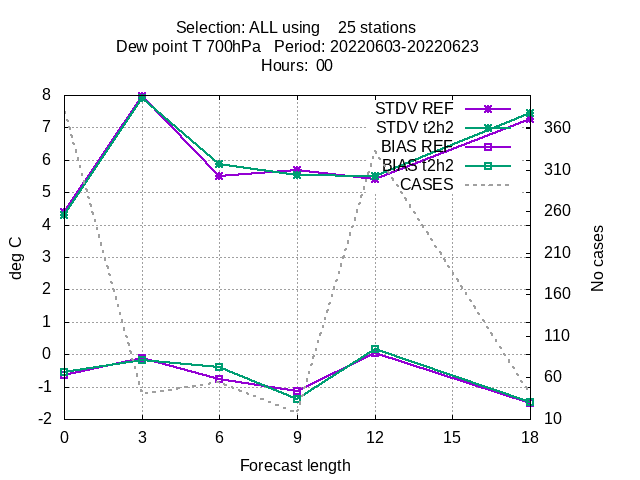 Selection: ALL using    25 stations
Dew point T 700hPa   Period: 20220603-20220623
Hours:  00
STDV REF
STDV t2h2
BIAS REF
BIAS t2h2
CASES
8
7
6
5
4
3
2
1
0
-1
-2
deg C
360
310
260
210
160
110
60
10
No cases
0 3 6 9 12 15 18
Forecast length